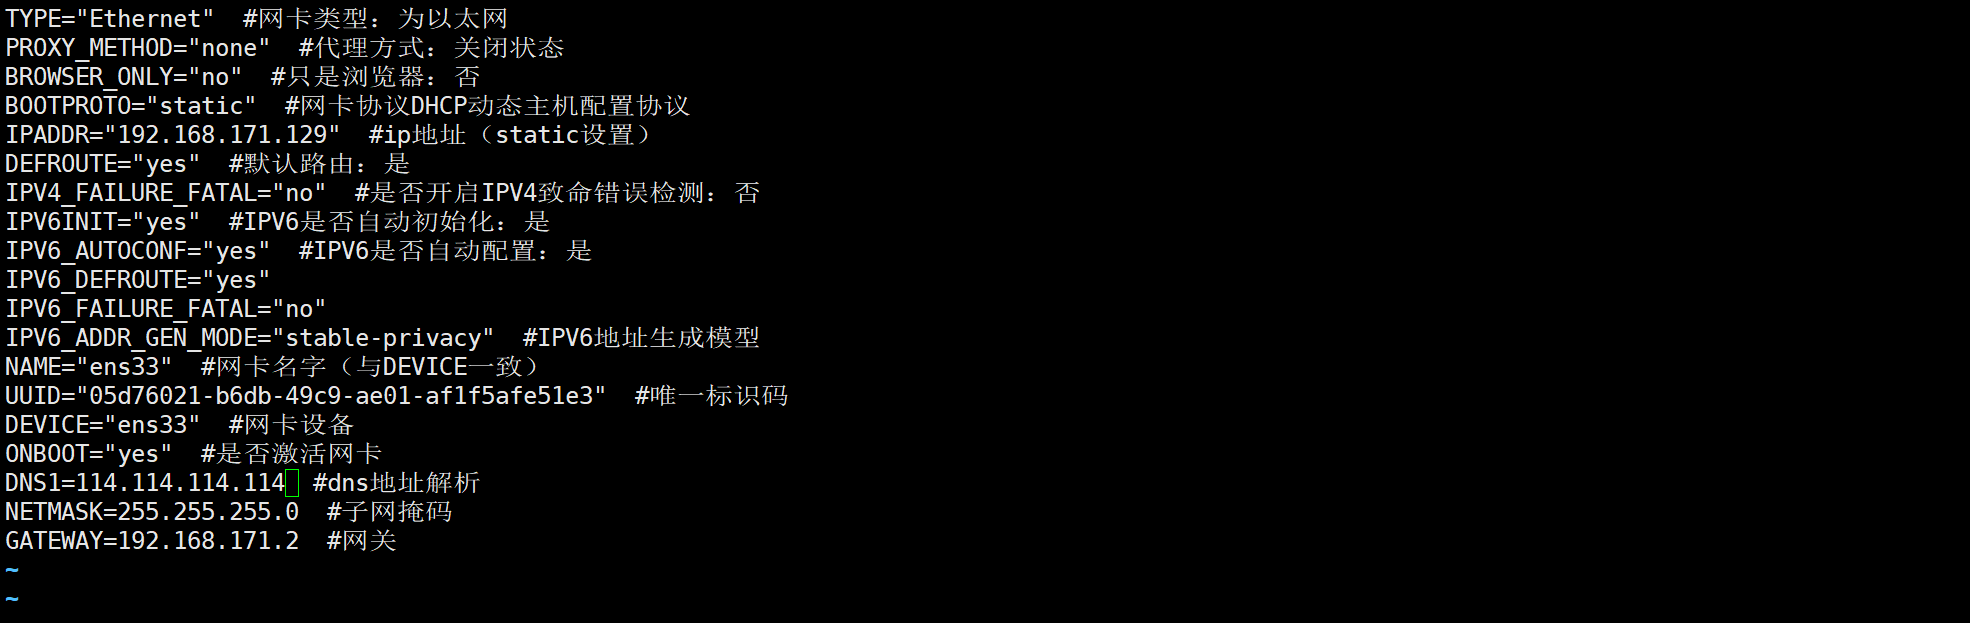 TYPE="Ethernet"  #网卡类型：为以太网
PROXY_METHOD="none"  #代理方式：关闭状态
BROWSER_ONLY="no"  #只是浏览器：否
BOOTPROTO="static"  #网卡协议DHCP动态主机配置协议
IPADDR="192.168.171.129"  #ip地址（static设置）
DEFROUTE="yes"  #默认路由：是
IPV4_FAILURE_FATAL="no"  #是否开启IPV4致命错误检测：否
IPV6INIT="yes"  #IPV6是否自动初始化：是
IPV6_AUTOCONF="yes"  #IPV6是否自动配置：是
IPV6_DEFROUTE="yes"
IPV6_FAILURE_FATAL="no"
IPV6_ADDR_GEN_MODE="stable-privacy"  #IPV6地址生成模型
NAME="ens33"  #网卡名字（与DEVICE一致）
UUID="05d76021-b6db-49c9-ae01-af1f5afe51e3"  #唯一标识码
DEVICE="ens33"  #网卡设备
ONBOOT="yes"  #是否激活网卡
DNS1=114.114.114.114  #dns地址解析
NETMASK=255.255.255.0  #子网掩码
GATEWAY=192.168.171.2  #网关
~
~